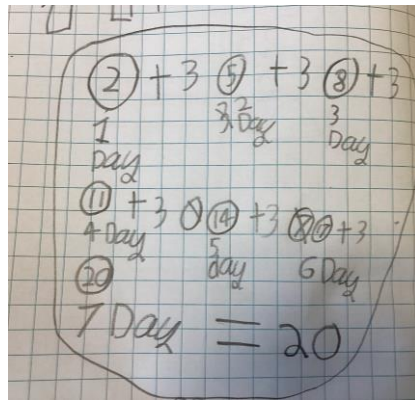 2 + 3 5 + 3 8 + 3
1 2 Day 3
Day Day
11 + 3 14 + 3 17 + 3
4 Day 5 6 Day
20 day
7 Day = 20